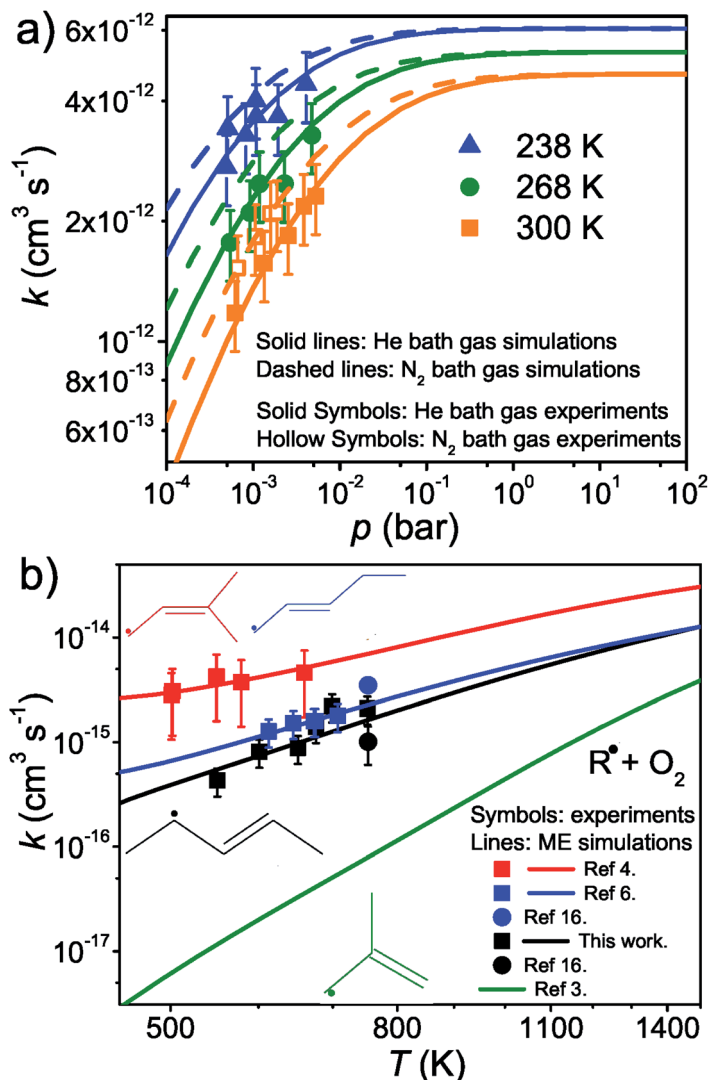 a)
6x10⁻¹²
4x10⁻¹²
2x10⁻¹²
10⁻¹²
8x10⁻¹³
6x10⁻¹³
k (cm³ s⁻¹)
238 K
268 K
300 K
Solid lines: He bath gas simulations
Dashed lines: N₂ bath gas simulations
Solid Symbols: He bath gas experiments
Hollow Symbols: N₂ bath gas experiments
10⁻⁴ 10⁻³ 10⁻² 10⁻¹ 10⁰ 10¹ 10²
p (bar)
b)
10⁻¹⁴
10⁻¹⁵
10⁻¹⁶
10⁻¹⁷
k (cm³ s⁻¹)
R• + O₂
Symbols: experiments
Lines: ME simulations
Ref 4.
Ref 6.
Ref 16.
This work.
Ref 16.
Ref 3.
500 800 1100 1400
T (K)